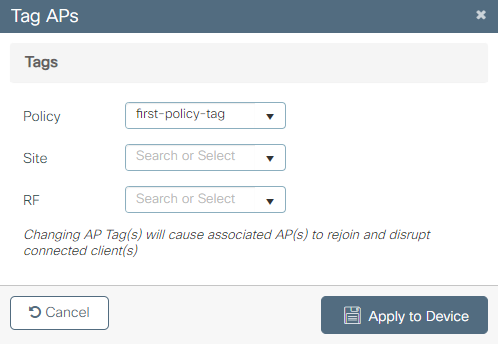 Tag APs
Tags
Policy
first-policy-tag
Site
Search or Select
RF
Search or Select
Changing AP Tag(s) will cause associated AP(s) to rejoin and disrupt
connected client(s)
Cancel
Apply to Device